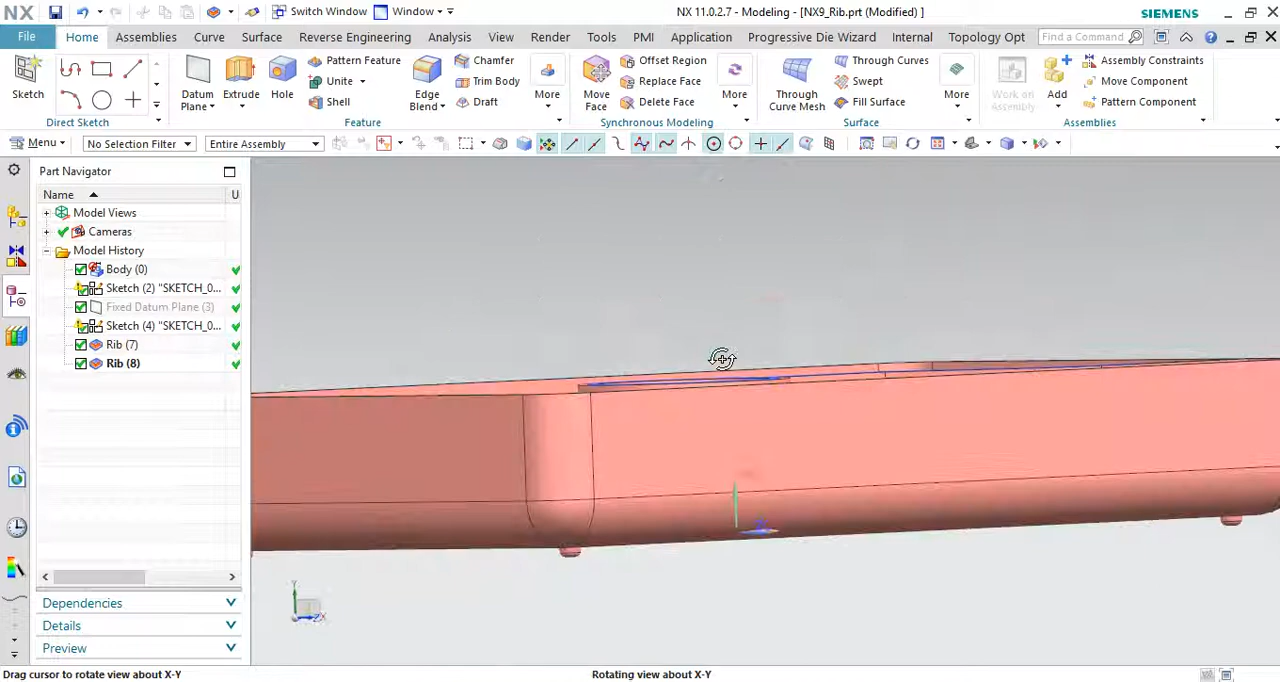 NX Switch Window Window NX 11.0.2.7 - Modeling - [NX9_Rib.prt (Modified) ] SIEMENS
File Home Assemblies Curve Surface Reverse Engineering Analysis View Render Tools PMI Application Progressive Die Wizard Internal Topology Opt Find a Command
Pattern Feature Chamfer Offset Region Through Curves Assembly Constraints
Unite Trim Body Replace Face Swept Move Component
Shell Draft Delete Face Fill Surface Pattern Component
Sketch Datum Plane Extrude Hole Edge Blend More Move Face More Through Curve Mesh More Work on Assembly Add
Direct Sketch Feature Synchronous Modeling Surface Assemblies
Menu No Selection Filter Entire Assembly
Part Navigator
Name U
Model Views
Cameras
Model History
Body (0)
Sketch (2) "SKETCH_0...
Fixed Datum Plane (3)
Sketch (4) "SKETCH_0...
Rib (7)
Rib (8)
Dependencies
Details
Preview
Drag cursor to rotate view about X-Y Rotating view about X-Y